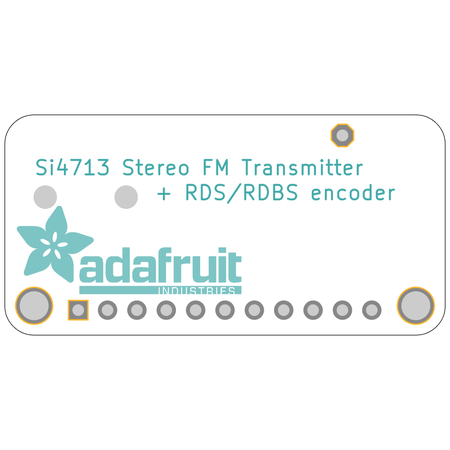 Si4713 Stereo FM Transmitter
+ RDS/RDBS encoder
adafruit
INDUSTRIES